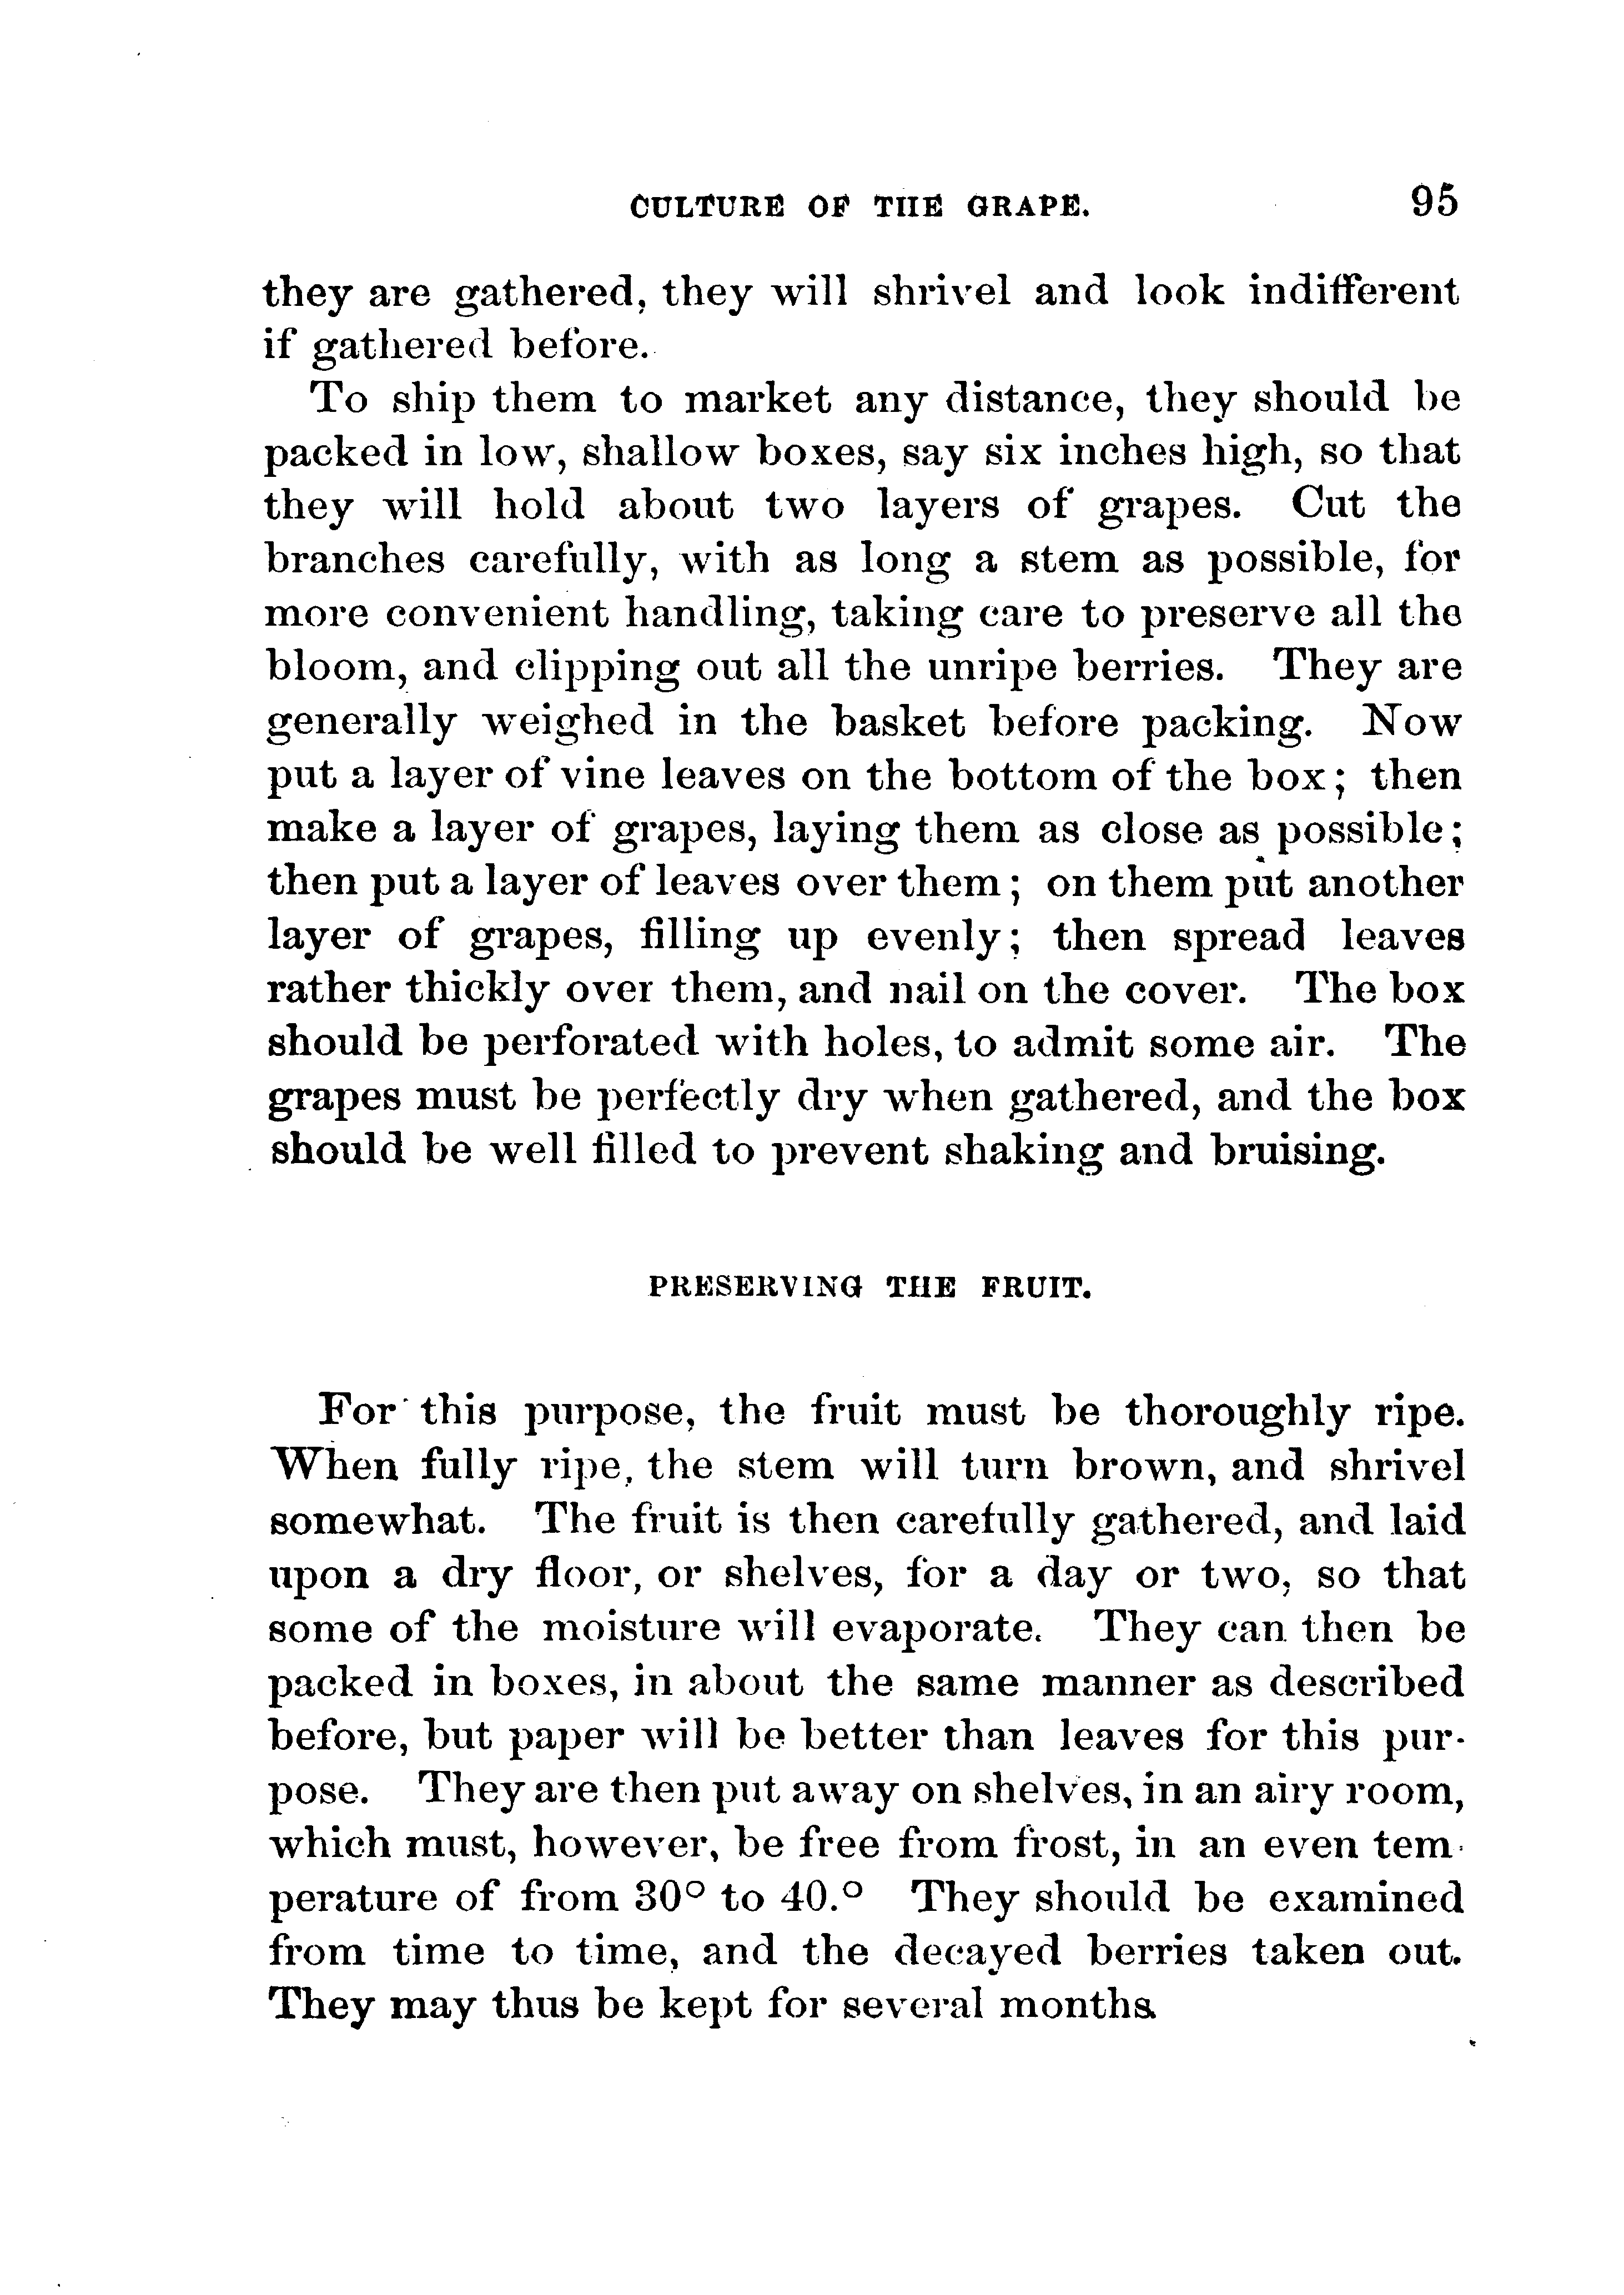 CULTURE OF THE GRAPE. 95
they are gathered, they will shrivel and look indifferent
if gathered before.
To ship them to market any distance, they should be
packed in low, shallow boxes, say six inches high, so that
they will hold about two layers of grapes. Cut the
branches carefully, with as long a stem as possible, for
more convenient handling, taking care to preserve all the
bloom, and clipping out all the unripe berries. They are
generally weighed in the basket before packing. Now
put a layer of vine leaves on the bottom of the box; then
make a layer of grapes, laying them as close as possible;
then put a layer of leaves over them; on them put another
layer of grapes, filling up evenly; then spread leaves
rather thickly over them, and nail on the cover. The box
should be perforated with holes, to admit some air. The
grapes must be perfectly dry when gathered, and the box
should be well filled to prevent shaking and bruising.
PRESERVING THE FRUIT.
For this purpose, the fruit must be thoroughly ripe.
When fully ripe, the stem will turn brown, and shrivel
somewhat. The fruit is then carefully gathered, and laid
upon a dry floor, or shelves, for a day or two, so that
some of the moisture will evaporate. They can then be
packed in boxes, in about the same manner as described
before, but paper will be better than leaves for this pur-
pose. They are then put away on shelves, in an airy room,
which must, however, be free from frost, in an even tem-
perature of from 30° to 40.° They should be examined
from time to time, and the decayed berries taken out.
They may thus be kept for several months.